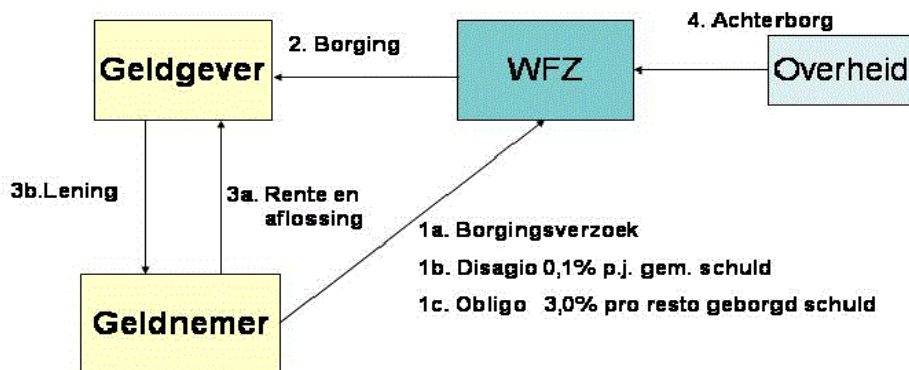 4. Achterborg
2. Borging
Geldgever
WFZ
Overheid
3b.Lening
3a. Rente en
aflossing
1a. Borgingsverzoek
1b. Disagio 0,1% p.j. gem. schuld
1c. Obligo 3,0% pro resto geborgd schuld
Geldnemer